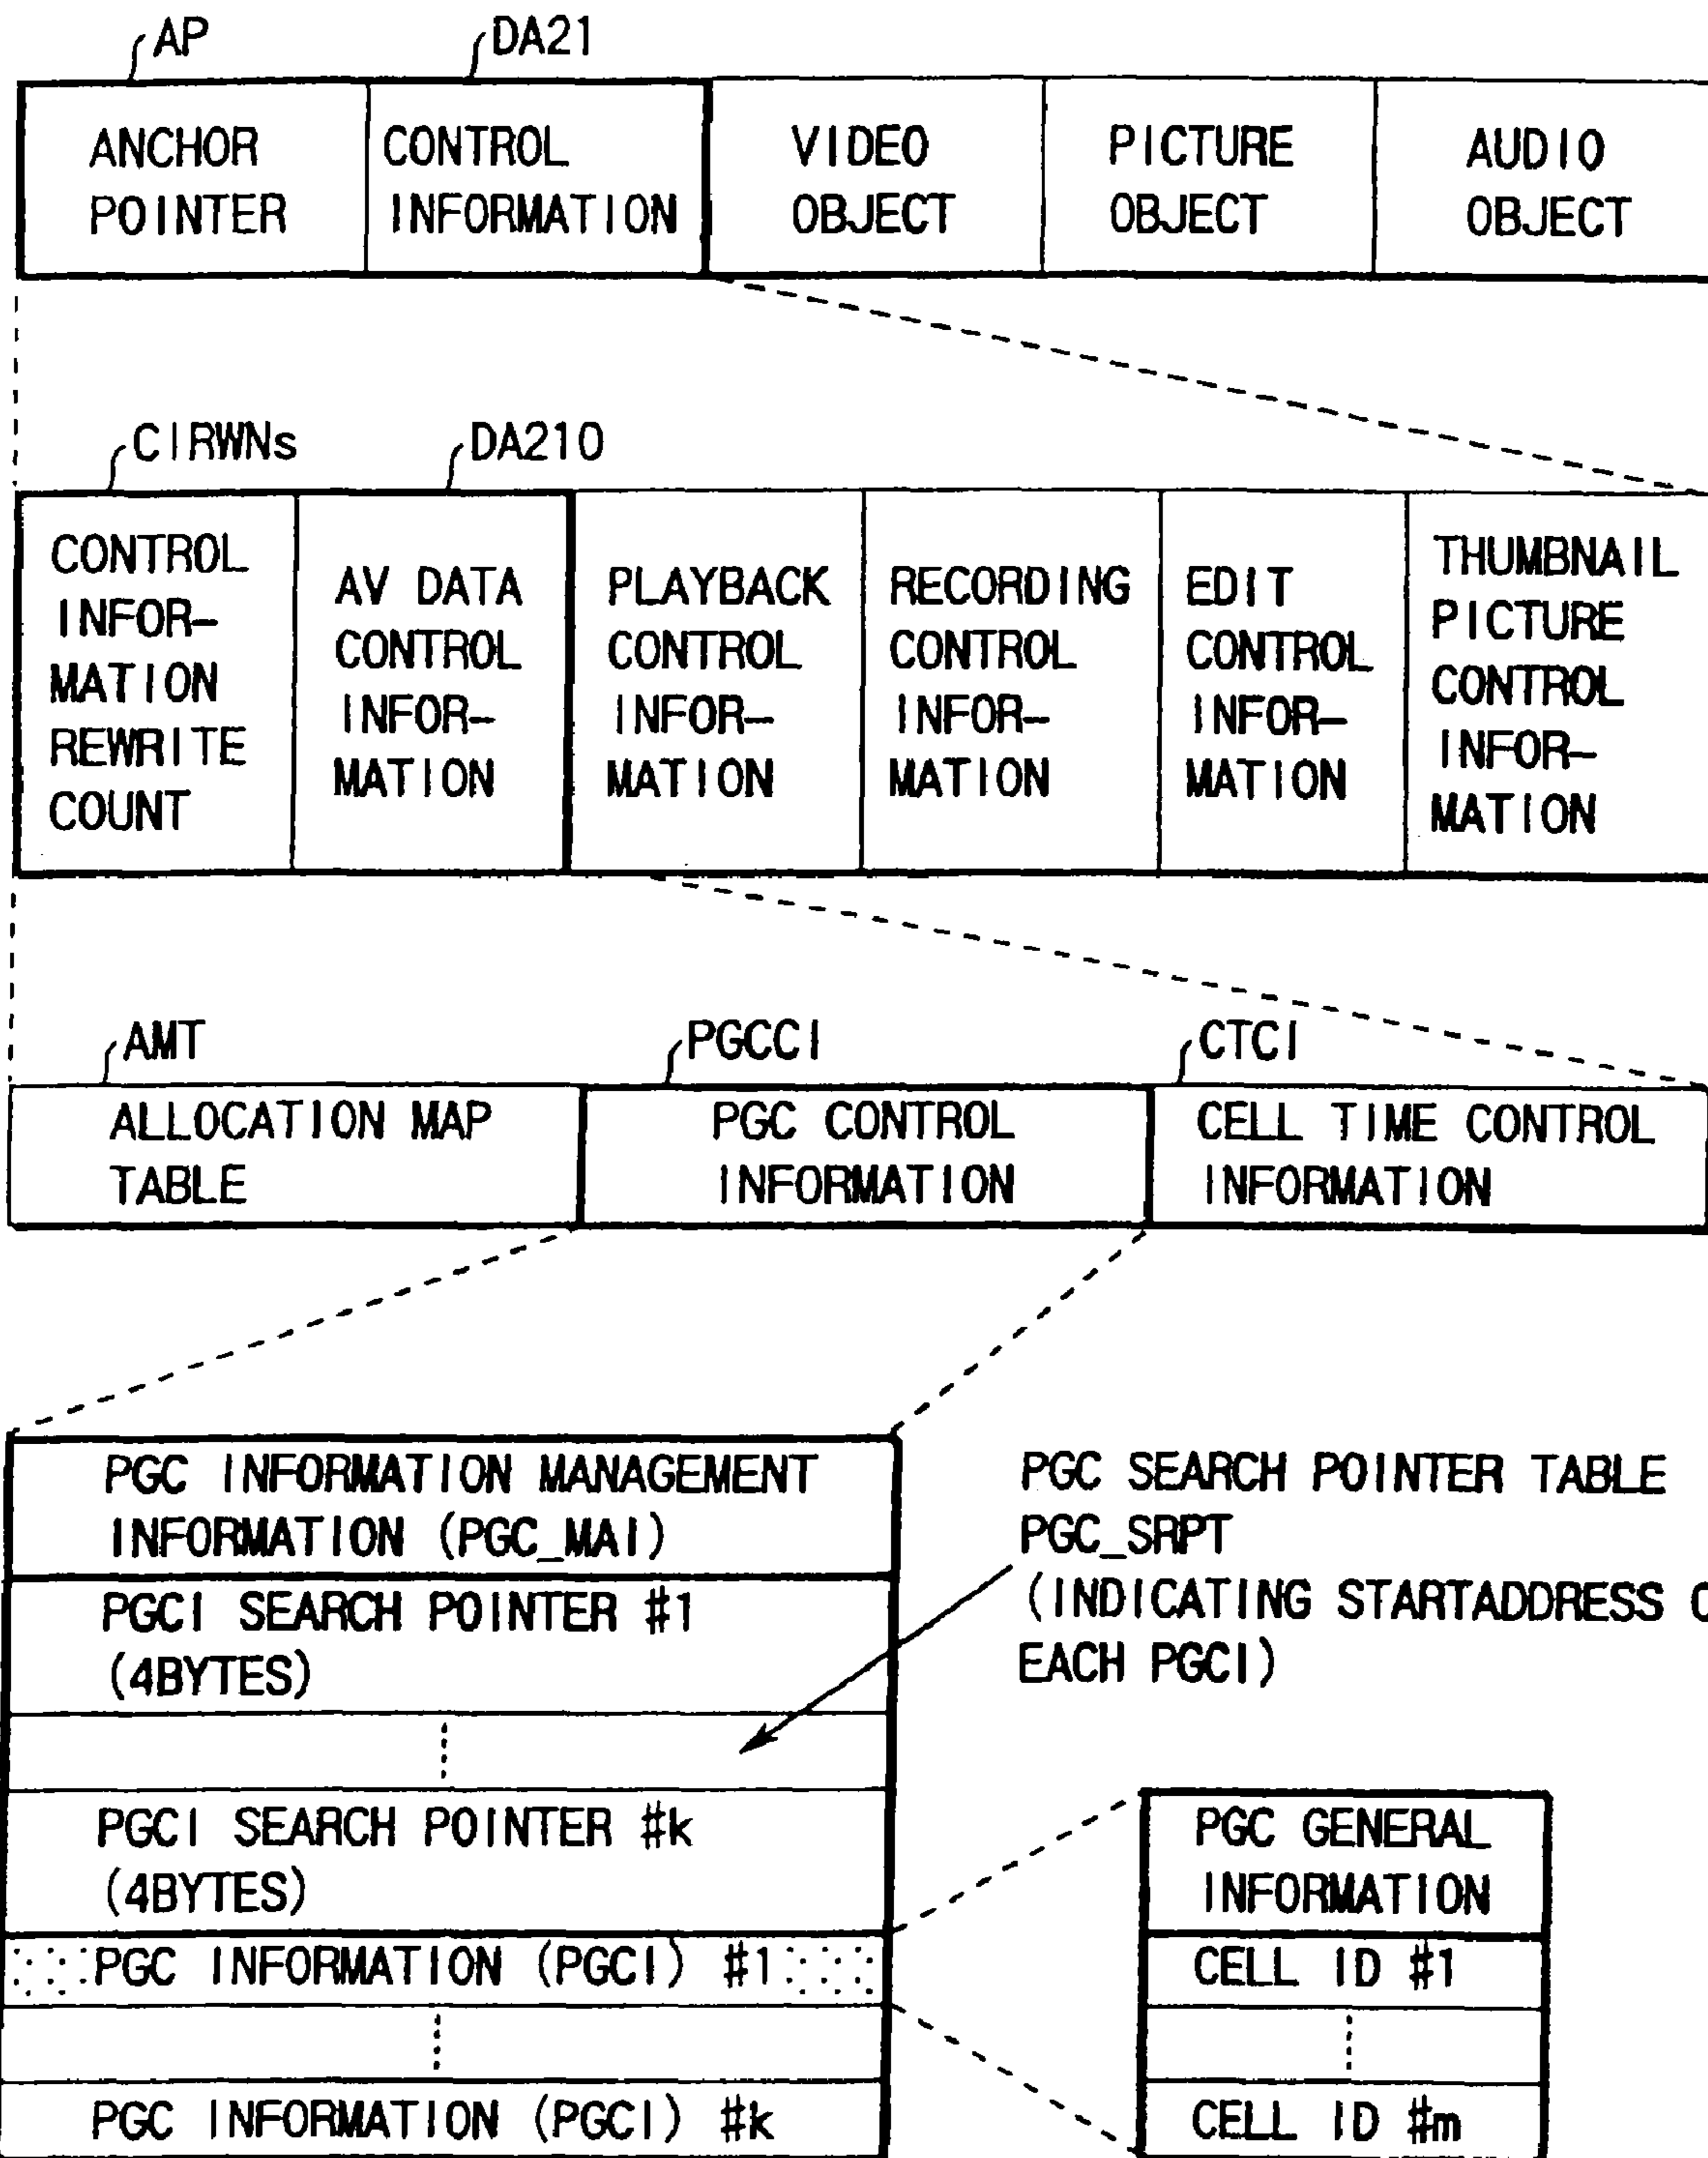 AP
DA21
ANCHOR
POINTER
CONTROL
INFORMATION
VIDEO
OBJECT
PICTURE
OBJECT
AUDIO
OBJECT
CIRWNs
DA210
CONTROL
INFOR-
MATION
REWRITE
COUNT
AV DATA
CONTROL
INFOR-
MATION
PLAYBACK
CONTROL
INFOR-
MATION
RECORDING
CONTROL
INFOR-
MATION
EDIT
CONTROL
INFOR-
MATION
THUMBNAIL
PICTURE
CONTROL
INFOR-
MATION
AMT
PGCCI
CTCI
ALLOCATION MAP
TABLE
PGC CONTROL
INFORMATION
CELL TIME CONTROL
INFORMATION
PGC INFORMATION MANAGEMENT
INFORMATION (PGC_MAI)
PGCI SEARCH POINTER #1
(4BYTES)
PGCI SEARCH POINTER #k
(4BYTES)
PGC INFORMATION (PGCI) #1
PGC INFORMATION (PGCI) #k
PGC SEARCH POINTER TABLE
PGC_SRPT
(INDICATING STARTADDRESS
EACH PGCI)
PGC GENERAL
INFORMATION
CELL ID #1
CELL ID #m